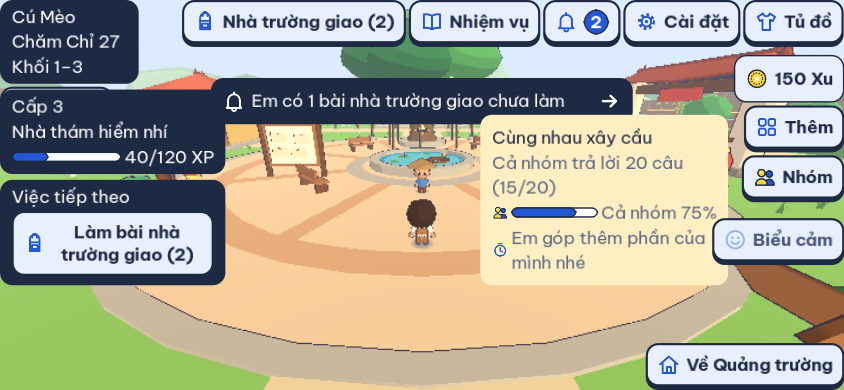 Cú Mèo
Chăm Chỉ 27
Khối 1–3
Nhà trường giao (2)
Nhiệm vụ
2
Cài đặt
Tủ đồ
150 Xu
Cấp 3
Nhà thám hiểm nhí
40/120 XP
Em có 1 bài nhà trường giao chưa làm
Thêm
Cùng nhau xây cầu
Cả nhóm trả lời 20 câu
(15/20)
Cả nhóm 75%
Em góp thêm phần của
mình nhé
Nhóm
Việc tiếp theo
Làm bài nhà
trường giao (2)
Biểu cảm
Về Quảng trường